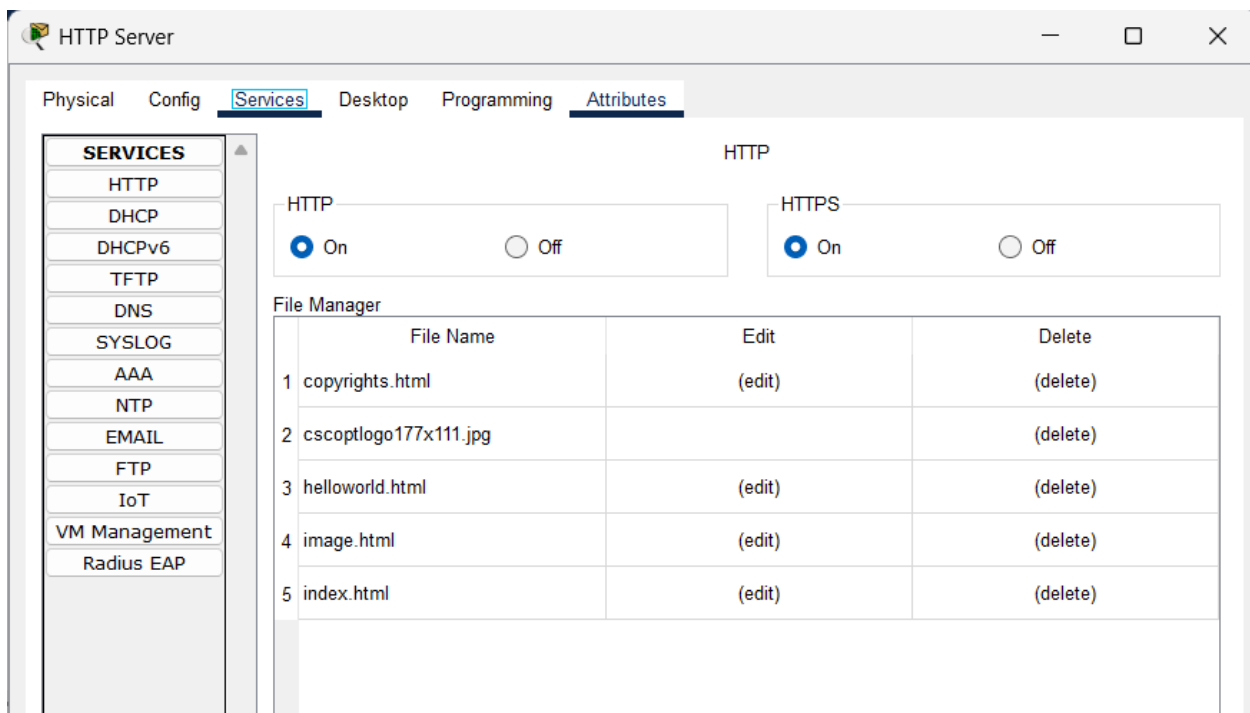 HTTP Server
Physical Config Services Desktop Programming Attributes
SERVICES
HTTP
DHCP
DHCPv6
TFTP
DNS
SYSLOG
AAA
NTP
EMAIL
FTP
IoT
VM Management
Radius EAP
HTTP
HTTP
On Off
HTTPS
On Off
File Manager
File Name Edit Delete
1 copyrights.html (edit) (delete)
2 cscoptlogo177x111.jpg (delete)
3 helloworld.html (edit) (delete)
4 image.html (edit) (delete)
5 index.html (edit) (delete)